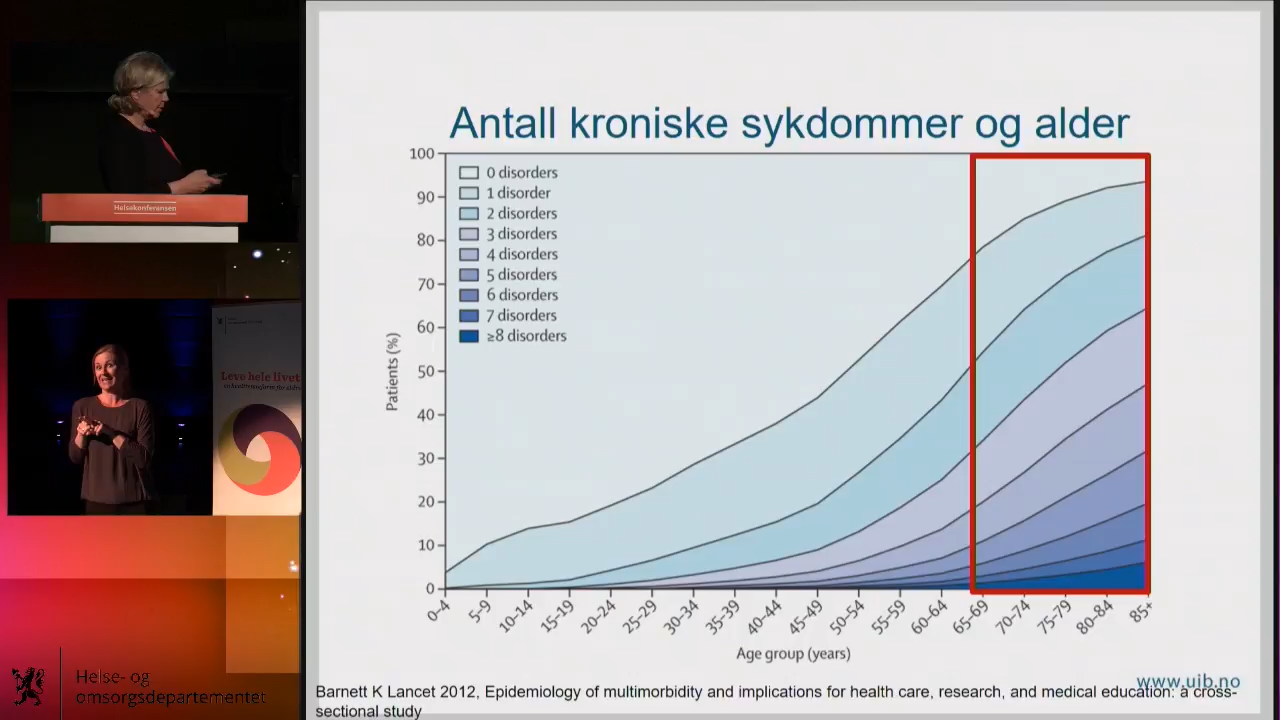 Antall kroniske sykdommer og alder
100
90
80
70
60
50
40
30
20
10
0
Patients (%)
0 disorders
1 disorder
2 disorders
3 disorders
4 disorders
5 disorders
6 disorders
7 disorders
≥8 disorders
0–4
5–9
10–14
15–19
20–24
25–29
30–34
35–39
40–44
45–49
50–54
55–59
60–64
65–69
70–74
75–79
80–84
85+
Age group (years)
www.uib.no
Barnett K Lancet 2012, Epidemiology of multimorbidity and implications for health care, research, and medical education: a cross-
sectional study
Helsekonferansen
Leve hele livet
Helse- og
omsorgsdepartementet